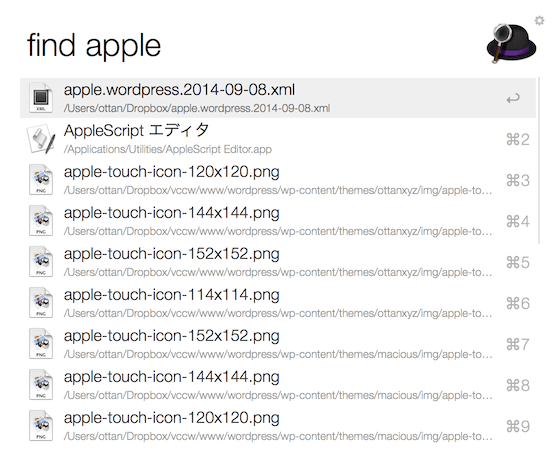 find apple
apple.wordpress.2014-09-08.xml
/Users/ottan/Dropbox/apple.wordpress.2014-09-08.xml
XML
AppleScript エディタ
/Applications/Utilities/AppleScript Editor.app
⌘2
apple-touch-icon-120x120.png
/Users/ottan/Dropbox/vccw/www/wordpress/wp-content/themes/ottanxyz/img/apple-to…
PNG
⌘3
apple-touch-icon-144x144.png
/Users/ottan/Dropbox/vccw/www/wordpress/wp-content/themes/ottanxyz/img/apple-to…
PNG
⌘4
apple-touch-icon-152x152.png
/Users/ottan/Dropbox/vccw/www/wordpress/wp-content/themes/ottanxyz/img/apple-to…
PNG
⌘5
apple-touch-icon-114x114.png
/Users/ottan/Dropbox/vccw/www/wordpress/wp-content/themes/ottanxyz/img/apple-to…
PNG
⌘6
apple-touch-icon-152x152.png
/Users/ottan/Dropbox/vccw/www/wordpress/wp-content/themes/macious/img/apple-to…
PNG
⌘7
apple-touch-icon-144x144.png
/Users/ottan/Dropbox/vccw/www/wordpress/wp-content/themes/macious/img/apple-to…
PNG
⌘8
apple-touch-icon-120x120.png
/Users/ottan/Dropbox/vccw/www/wordpress/wp-content/themes/macious/img/apple-to…
PNG
⌘9